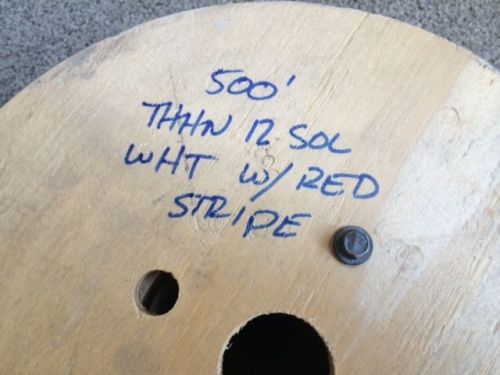 500'
THHN 12 SOL
WHT W/ RED
STRIPE